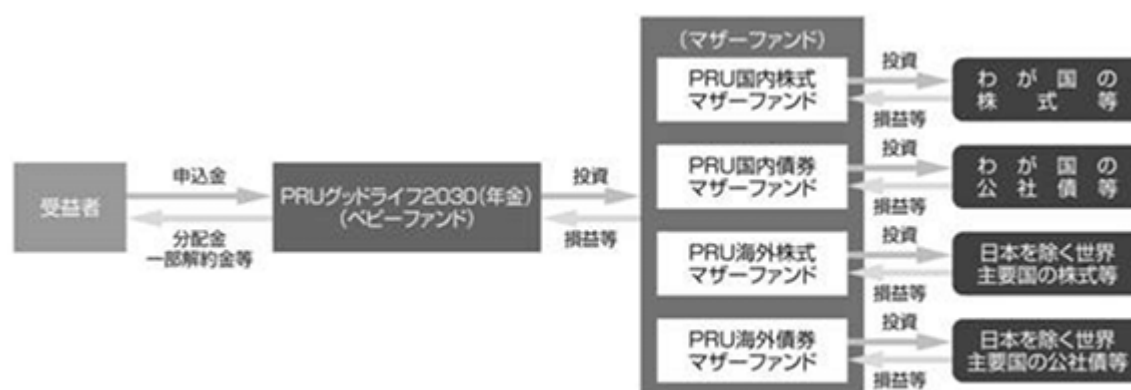 受益者
申込金
分配金
一部解約金等
PRUグッドライフ2030(年金)
(ベビーファンド)
投資
損益等
(マザーファンド)
PRU国内株式
マザーファンド
投資
損益等
わが国の
株式等
PRU国内債券
マザーファンド
投資
損益等
わが国の
公社債等
PRU海外株式
マザーファンド
投資
損益等
日本を除く世界
主要国の株式等
PRU海外債券
マザーファンド
投資
損益等
日本を除く世界
主要国の公社債等